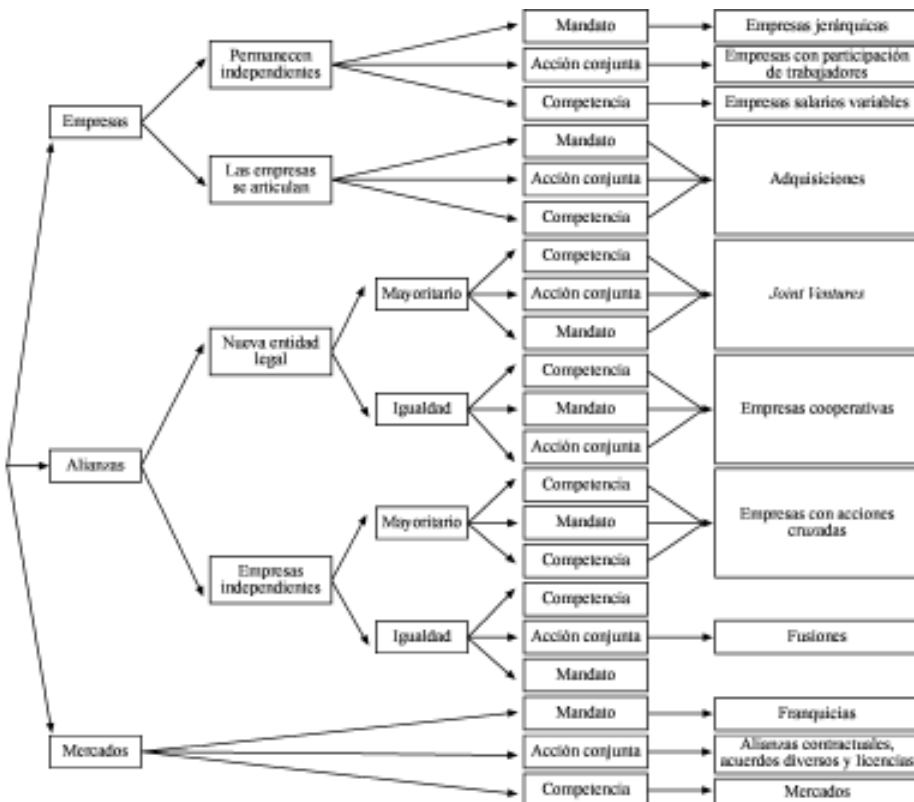 Mandato
Empresas jerárquicas
Permanecen
independientes
Acción conjunta
Empresas con participación
de trabajadores
Competencia
Empresas salarios variables
Empresas
Mandato
Las empresas
se articulan
Acción conjunta
Adquisiciones
Competencia
Competencia
Mayoritario
Acción conjunta
Joint Ventures
Mandato
Nueva entidad
legal
Competencia
Igualdad
Mandato
Empresas cooperativas
Acción conjunta
Alianzas
Competencia
Mayoritario
Mandato
Empresas con acciones
cruzadas
Competencia
Empresas
independientes
Competencia
Igualdad
Acción conjunta
Fusiones
Mandato
Mandato
Franquicias
Mercados
Acción conjunta
Alianzas contractuales,
acuerdos diversos y licencias
Competencia
Mercados